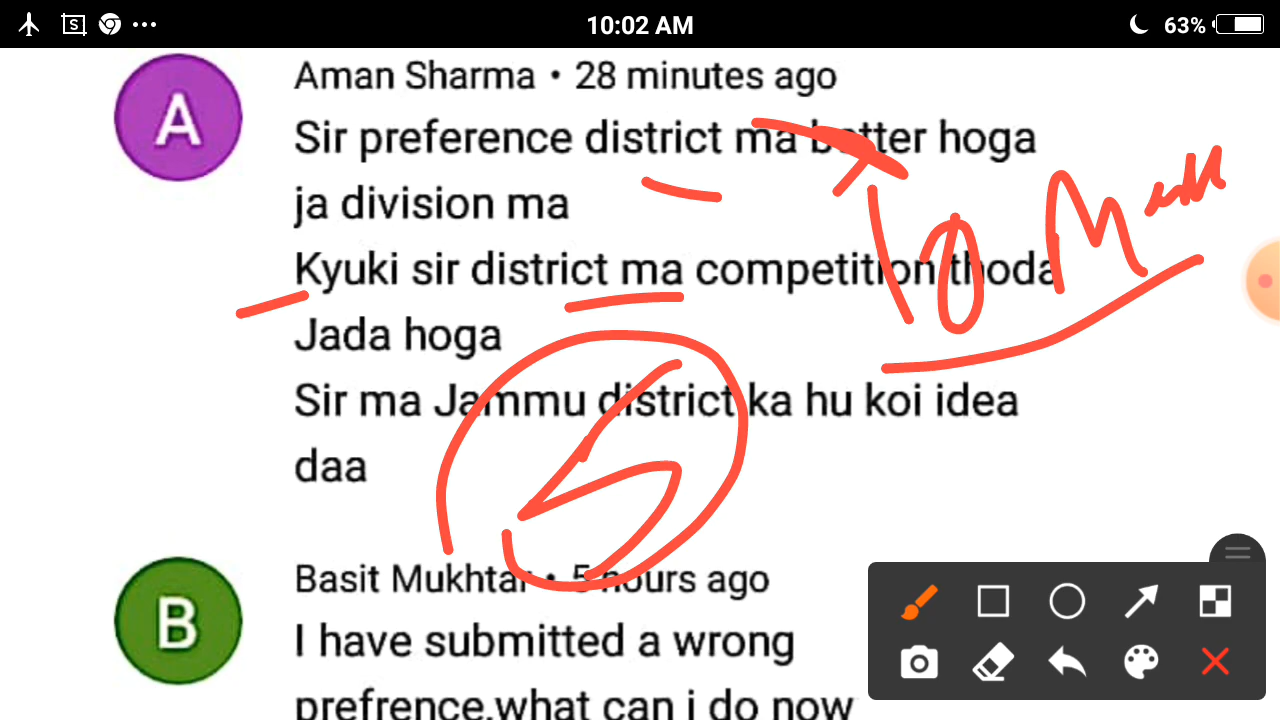 10:02 AM
63%
A
Aman Sharma • 28 minutes ago
Sir preference district ma better hoga
ja division ma
Kyuki sir district ma competition thoda
Jada hoga
Sir ma Jammu district ka hu koi idea
daa
5
B
Basit Mukhtar • 5 hours ago
I have submitted a wrong
prefrence.what can i do now